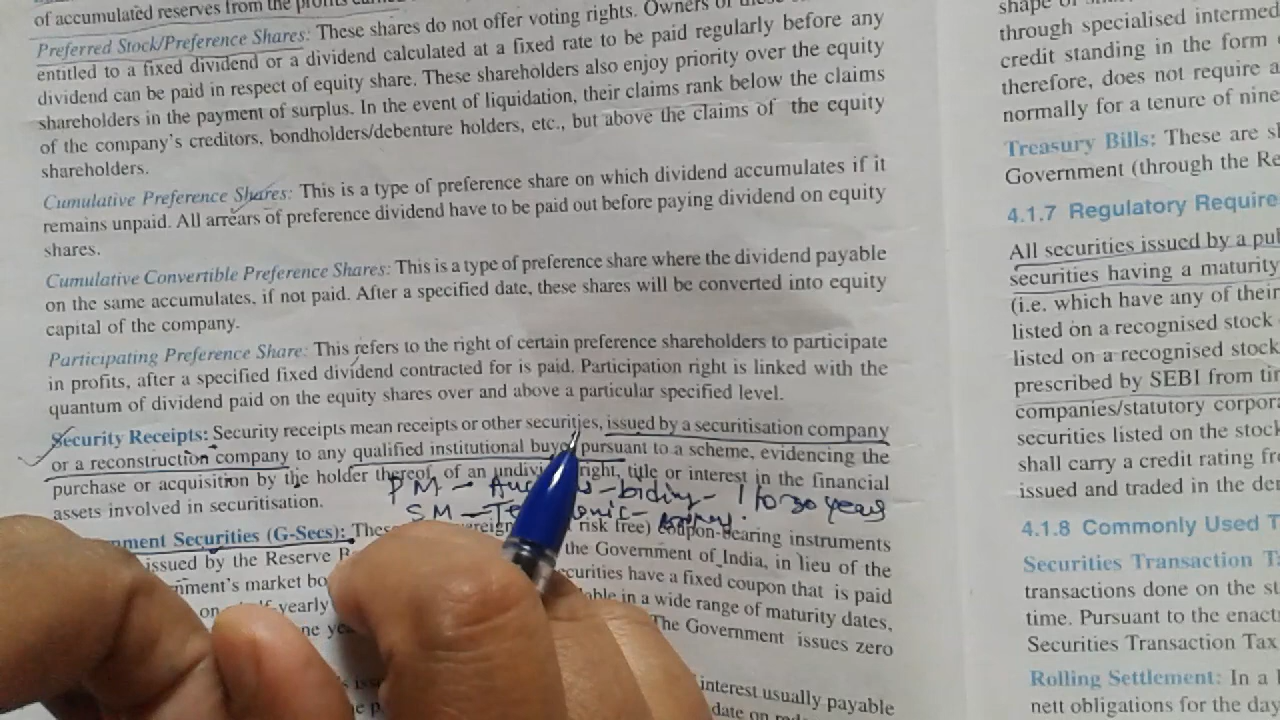 of accumulated reserves from the profits
Preferred Stock/Preference Shares: These shares do not offer voting rights. Owners of these
entitled to a fixed dividend or a dividend calculated at a fixed rate to be paid regularly before any
dividend can be paid in respect of equity share. These shareholders also enjoy priority over the equity
shareholders in the payment of surplus. In the event of liquidation, their claims rank below the claims
of the company's creditors, bondholders/debenture holders, etc., but above the claims of the equity
shareholders.
Cumulative Preference Shares: This is a type of preference share on which dividend accumulates if it
remains unpaid. All arrears of preference dividend have to be paid out before paying dividend on equity
shares.
Cumulative Convertible Preference Shares: This is a type of preference share where the dividend payable
on the same accumulates, if not paid. After a specified date, these shares will be converted into equity
capital of the company.
Participating Preference Share: This refers to the right of certain preference shareholders to participate
in profits, after a specified fixed dividend contracted for is paid. Participation right is linked with the
quantum of dividend paid on the equity shares over and above a particular specified level.
Security Receipts: Security receipts mean receipts or other securities, issued by a securitisation company
or a reconstruction company to any qualified institutional buyer pursuant to a scheme, evidencing the
purchase or acquisition by the holder thereof, of an right, title or interest in the financial
PM - biding - 1 to 30 years
assets involved in securitisation.
SM -
Securities (G-Secs): risk free) coupon-bearing instruments
issued by the Reserve the Government of India, in lieu of the
market securities have a fixed coupon that is paid
on yearly in a wide range of maturity dates,
The Government issues zero
interest usually payable
date on
through specialised
credit standing in the form
therefore, does not require a
normally for a tenure of nine
Treasury Bills: These are
Government (through the
4.1.7 Regulatory
All securities issued by a
securities having a maturity
(i.e. which have any of their
listed on a recognised stock
listed on a recognised stock
prescribed by SEBI from
companies/statutory
securities listed on the stock
shall carry a credit rating
issued and traded in the
4.1.8 Commonly Used
Securities Transaction
transactions done on the
time. Pursuant to the
Securities Transaction Tax
Rolling Settlement: In a
nett obligations for the day